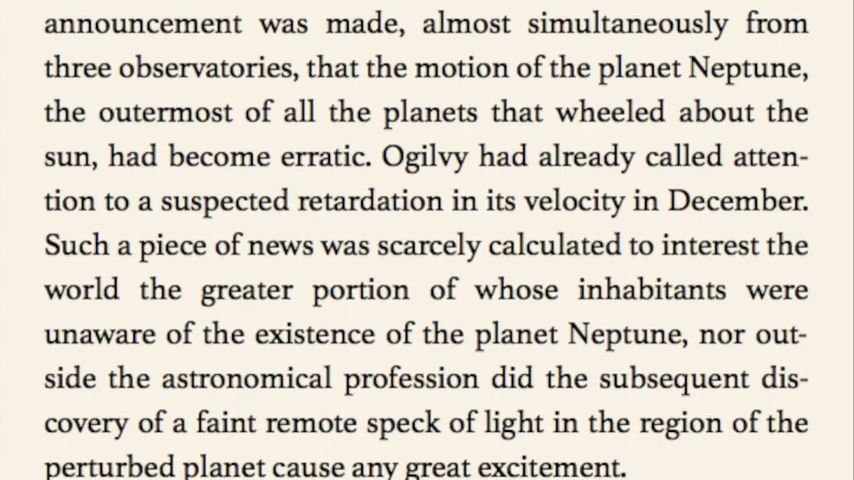 announcement was made, almost simultaneously from
three observatories, that the motion of the planet Neptune,
the outermost of all the planets that wheeled about the
sun, had become erratic. Ogilvy had already called atten-
tion to a suspected retardation in its velocity in December.
Such a piece of news was scarcely calculated to interest the
world the greater portion of whose inhabitants were
unaware of the existence of the planet Neptune, nor out-
side the astronomical profession did the subsequent dis-
covery of a faint remote speck of light in the region of the
perturbed planet cause any great excitement.